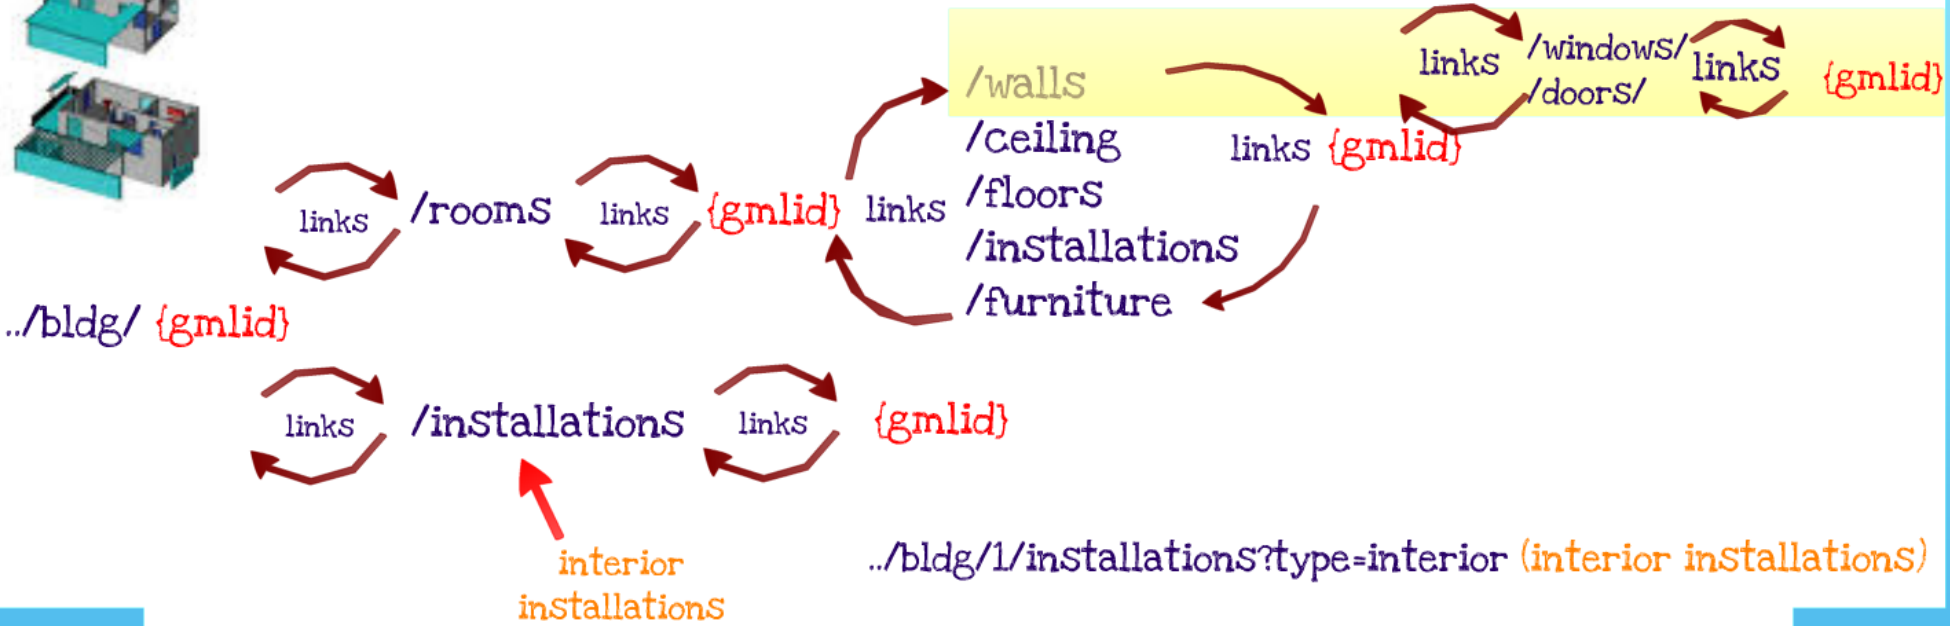 links
/windows/
links
/doors/
{gmlid}
/walls
/ceiling
links {gmlid}
/floors
links
/rooms
links
{gmlid}
links
/installations
/furniture
../bldg/ {gmlid}
links
/installations
links
{gmlid}
interior
installations
../bldg/1/installations?type=interior (interior installations)